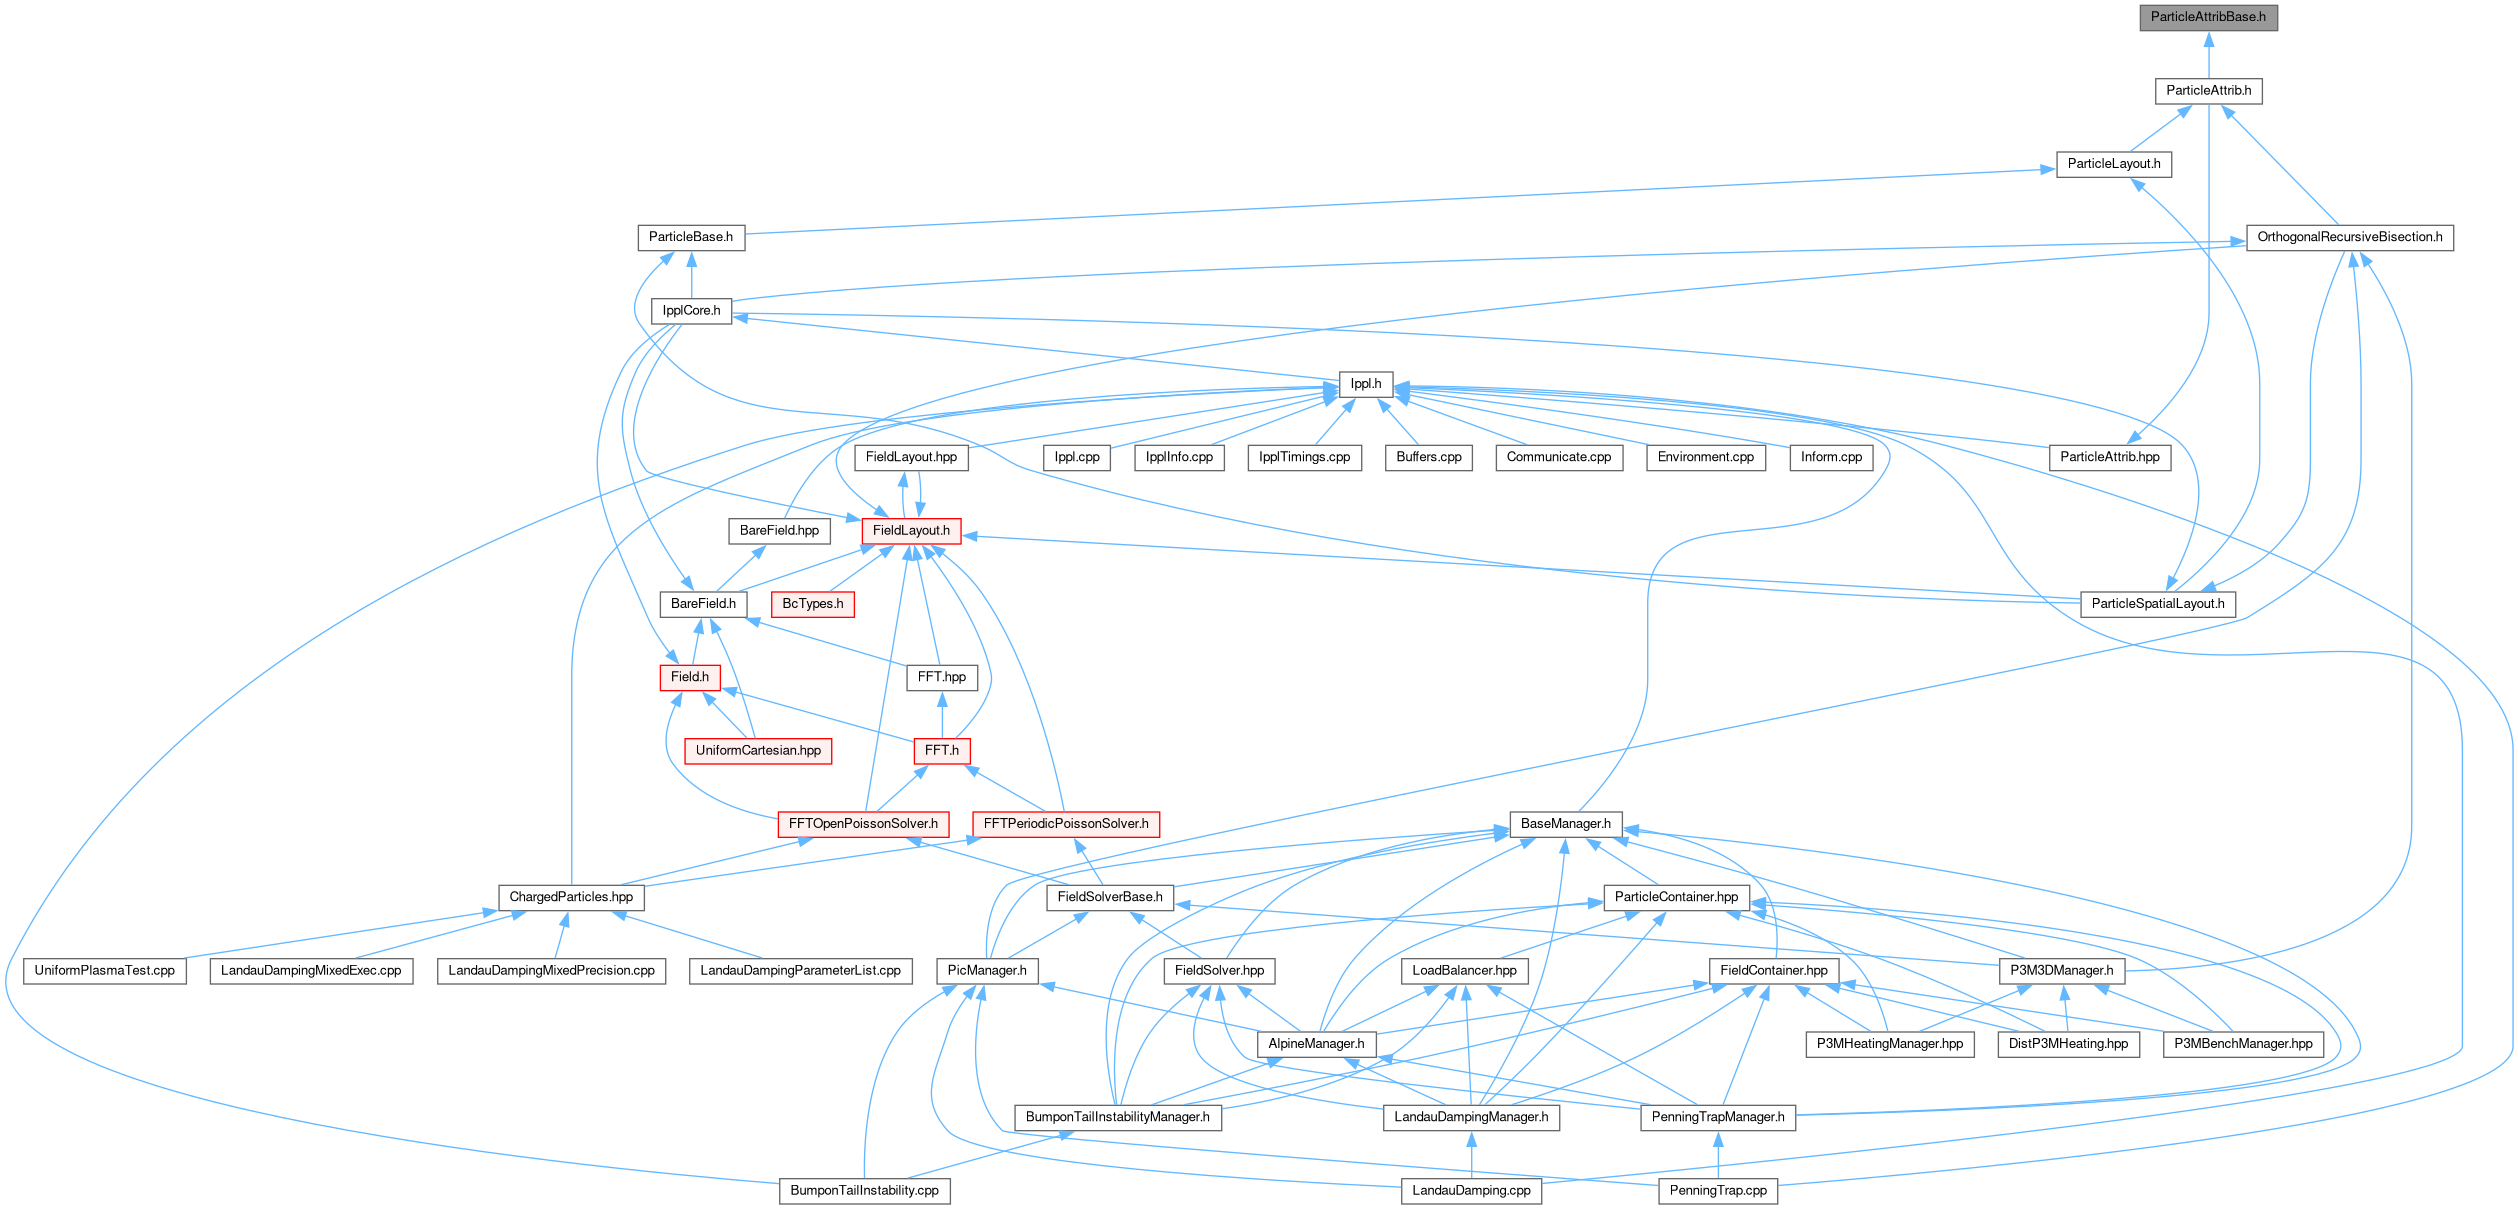 ParticleAttribBase.h
ParticleAttrib.h
ParticleLayout.h
ParticleBase.h
OrthogonalRecursiveBisection.h
IpplCore.h
Ippl.h
FieldLayout.hpp
Ippl.cpp
IpplInfo.cpp
IpplTimings.cpp
Buffers.cpp
Communicate.cpp
Environment.cpp
Inform.cpp
ParticleAttrib.hpp
BareField.hpp
FieldLayout.h
BareField.h
BcTypes.h
ParticleSpatialLayout.h
Field.h
FFT.hpp
UniformCartesian.hpp
FFT.h
FFTOpenPoissonSolver.h
FFTPeriodicPoissonSolver.h
BaseManager.h
ChargedParticles.hpp
FieldSolverBase.h
ParticleContainer.hpp
UniformPlasmaTest.cpp
LandauDampingMixedExec.cpp
LandauDampingMixedPrecision.cpp
LandauDampingParameterList.cpp
PicManager.h
FieldSolver.hpp
LoadBalancer.hpp
FieldContainer.hpp
P3M3DManager.h
AlpineManager.h
P3MHeatingManager.hpp
DistP3MHeating.hpp
P3MBenchManager.hpp
BumponTailInstabilityManager.h
LandauDampingManager.h
PenningTrapManager.h
BumponTailInstability.cpp
LandauDamping.cpp
PenningTrap.cpp